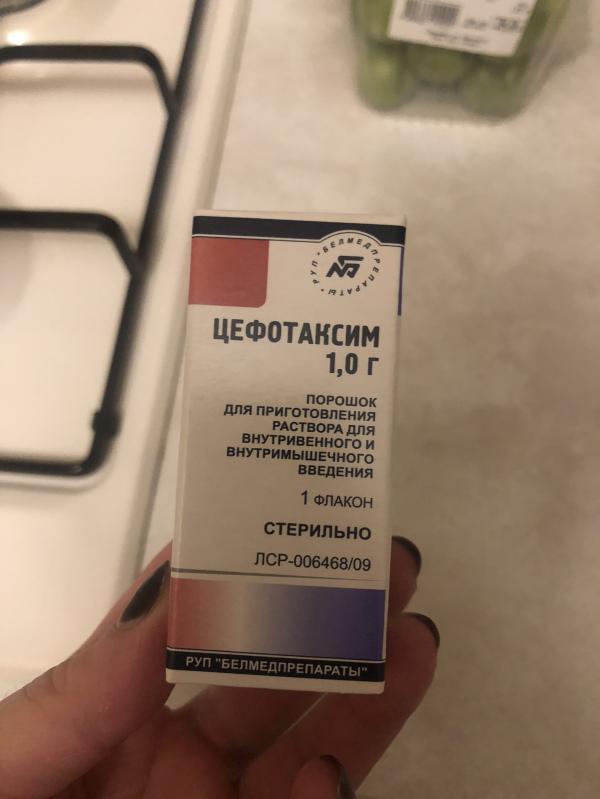 РУП · БЕЛМЕДПРЕПАРАТЫ ·
ЦЕФОТАКСИМ
1,0 г
ПОРОШОК
ДЛЯ ПРИГОТОВЛЕНИЯ
РАСТВОРА ДЛЯ
ВНУТРИВЕННОГО И
ВНУТРИМЫШЕЧНОГО
ВВЕДЕНИЯ
1 ФЛАКОН
СТЕРИЛЬНО
ЛСР-006468/09
РУП "БЕЛМЕДПРЕПАРАТЫ"